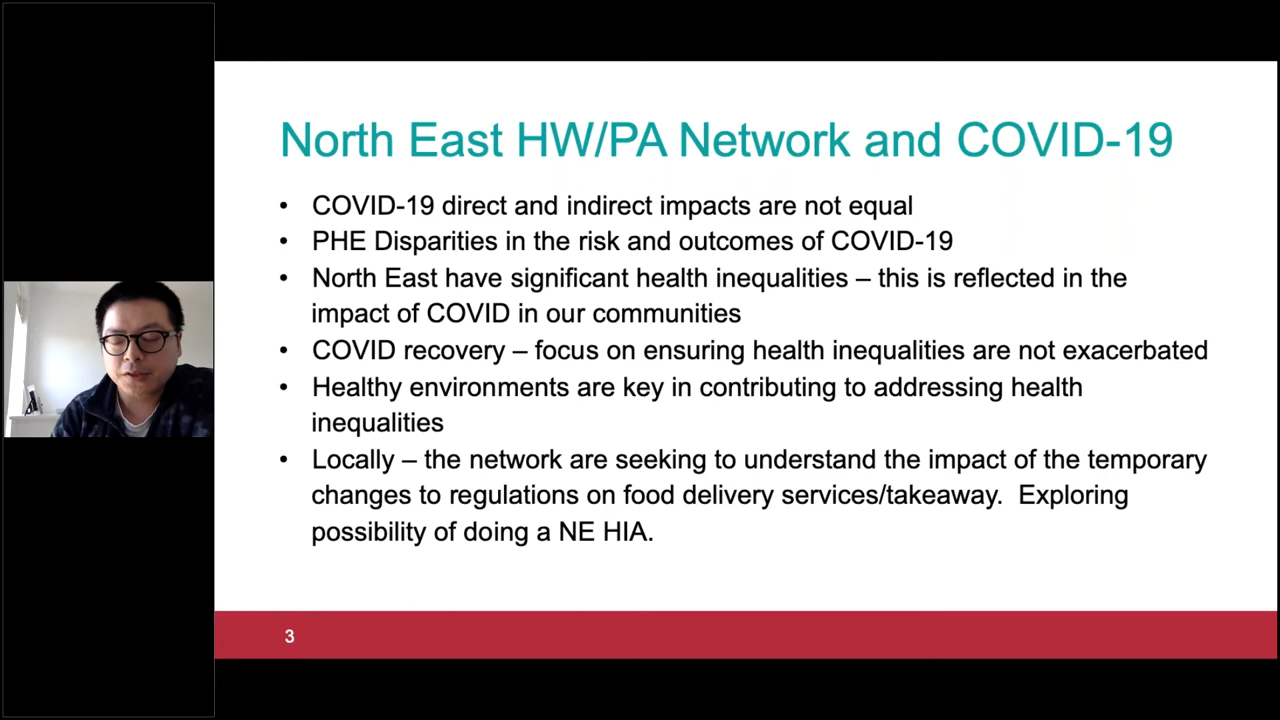 North East HW/PA Network and COVID-19
• COVID-19 direct and indirect impacts are not equal
• PHE Disparities in the risk and outcomes of COVID-19
• North East have significant health inequalities – this is reflected in the
impact of COVID in our communities
• COVID recovery – focus on ensuring health inequalities are not exacerbated
• Healthy environments are key in contributing to addressing health
inequalities
• Locally – the network are seeking to understand the impact of the temporary
changes to regulations on food delivery services/takeaway.  Exploring
possibility of doing a NE HIA.
3